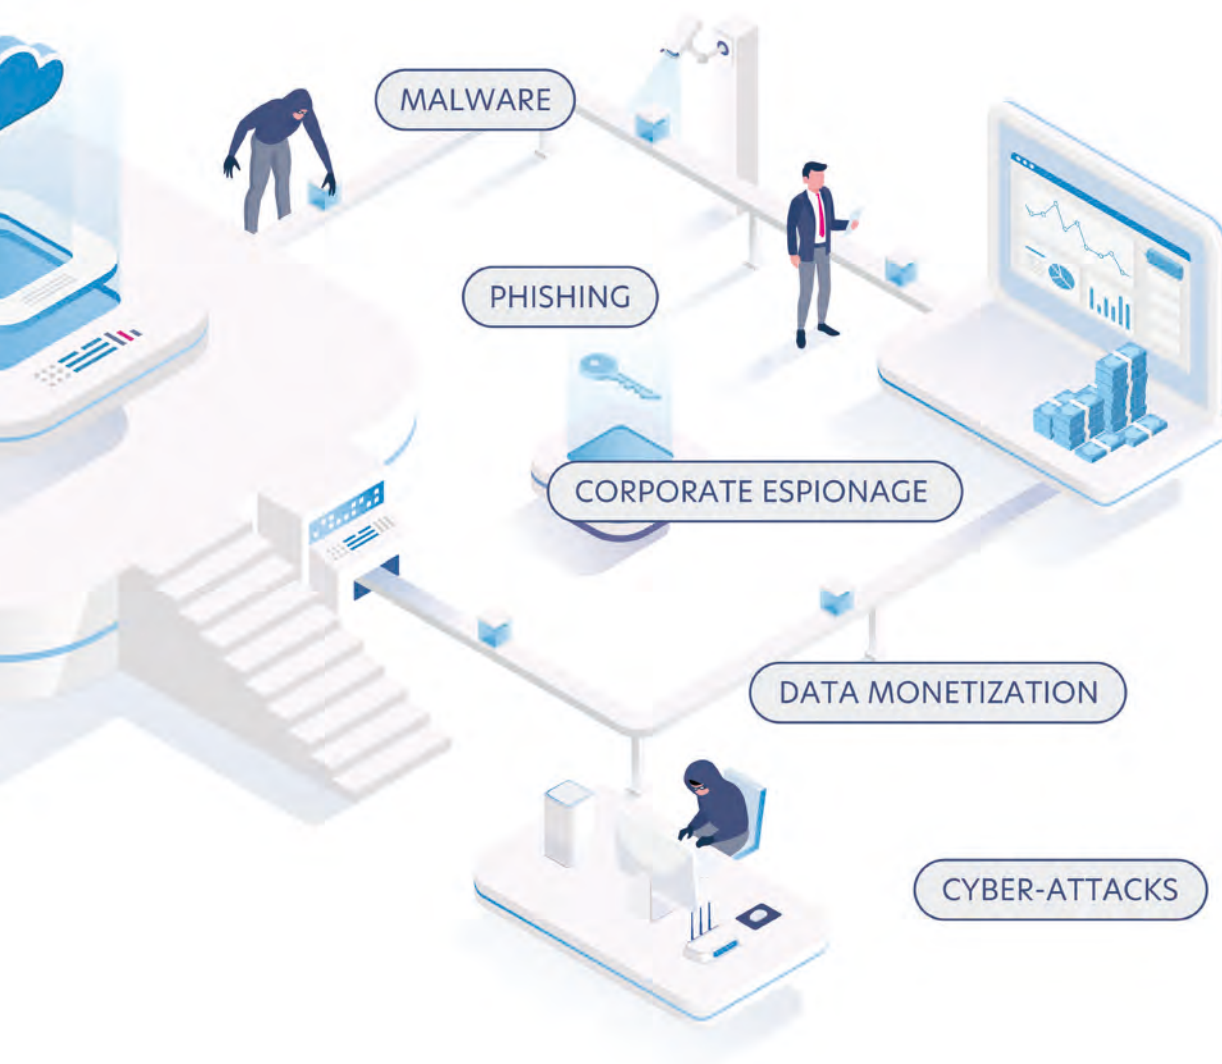 MALWARE
PHISHING
CORPORATE ESPIONAGE
DATA MONETIZATION
CYBER-ATTACKS